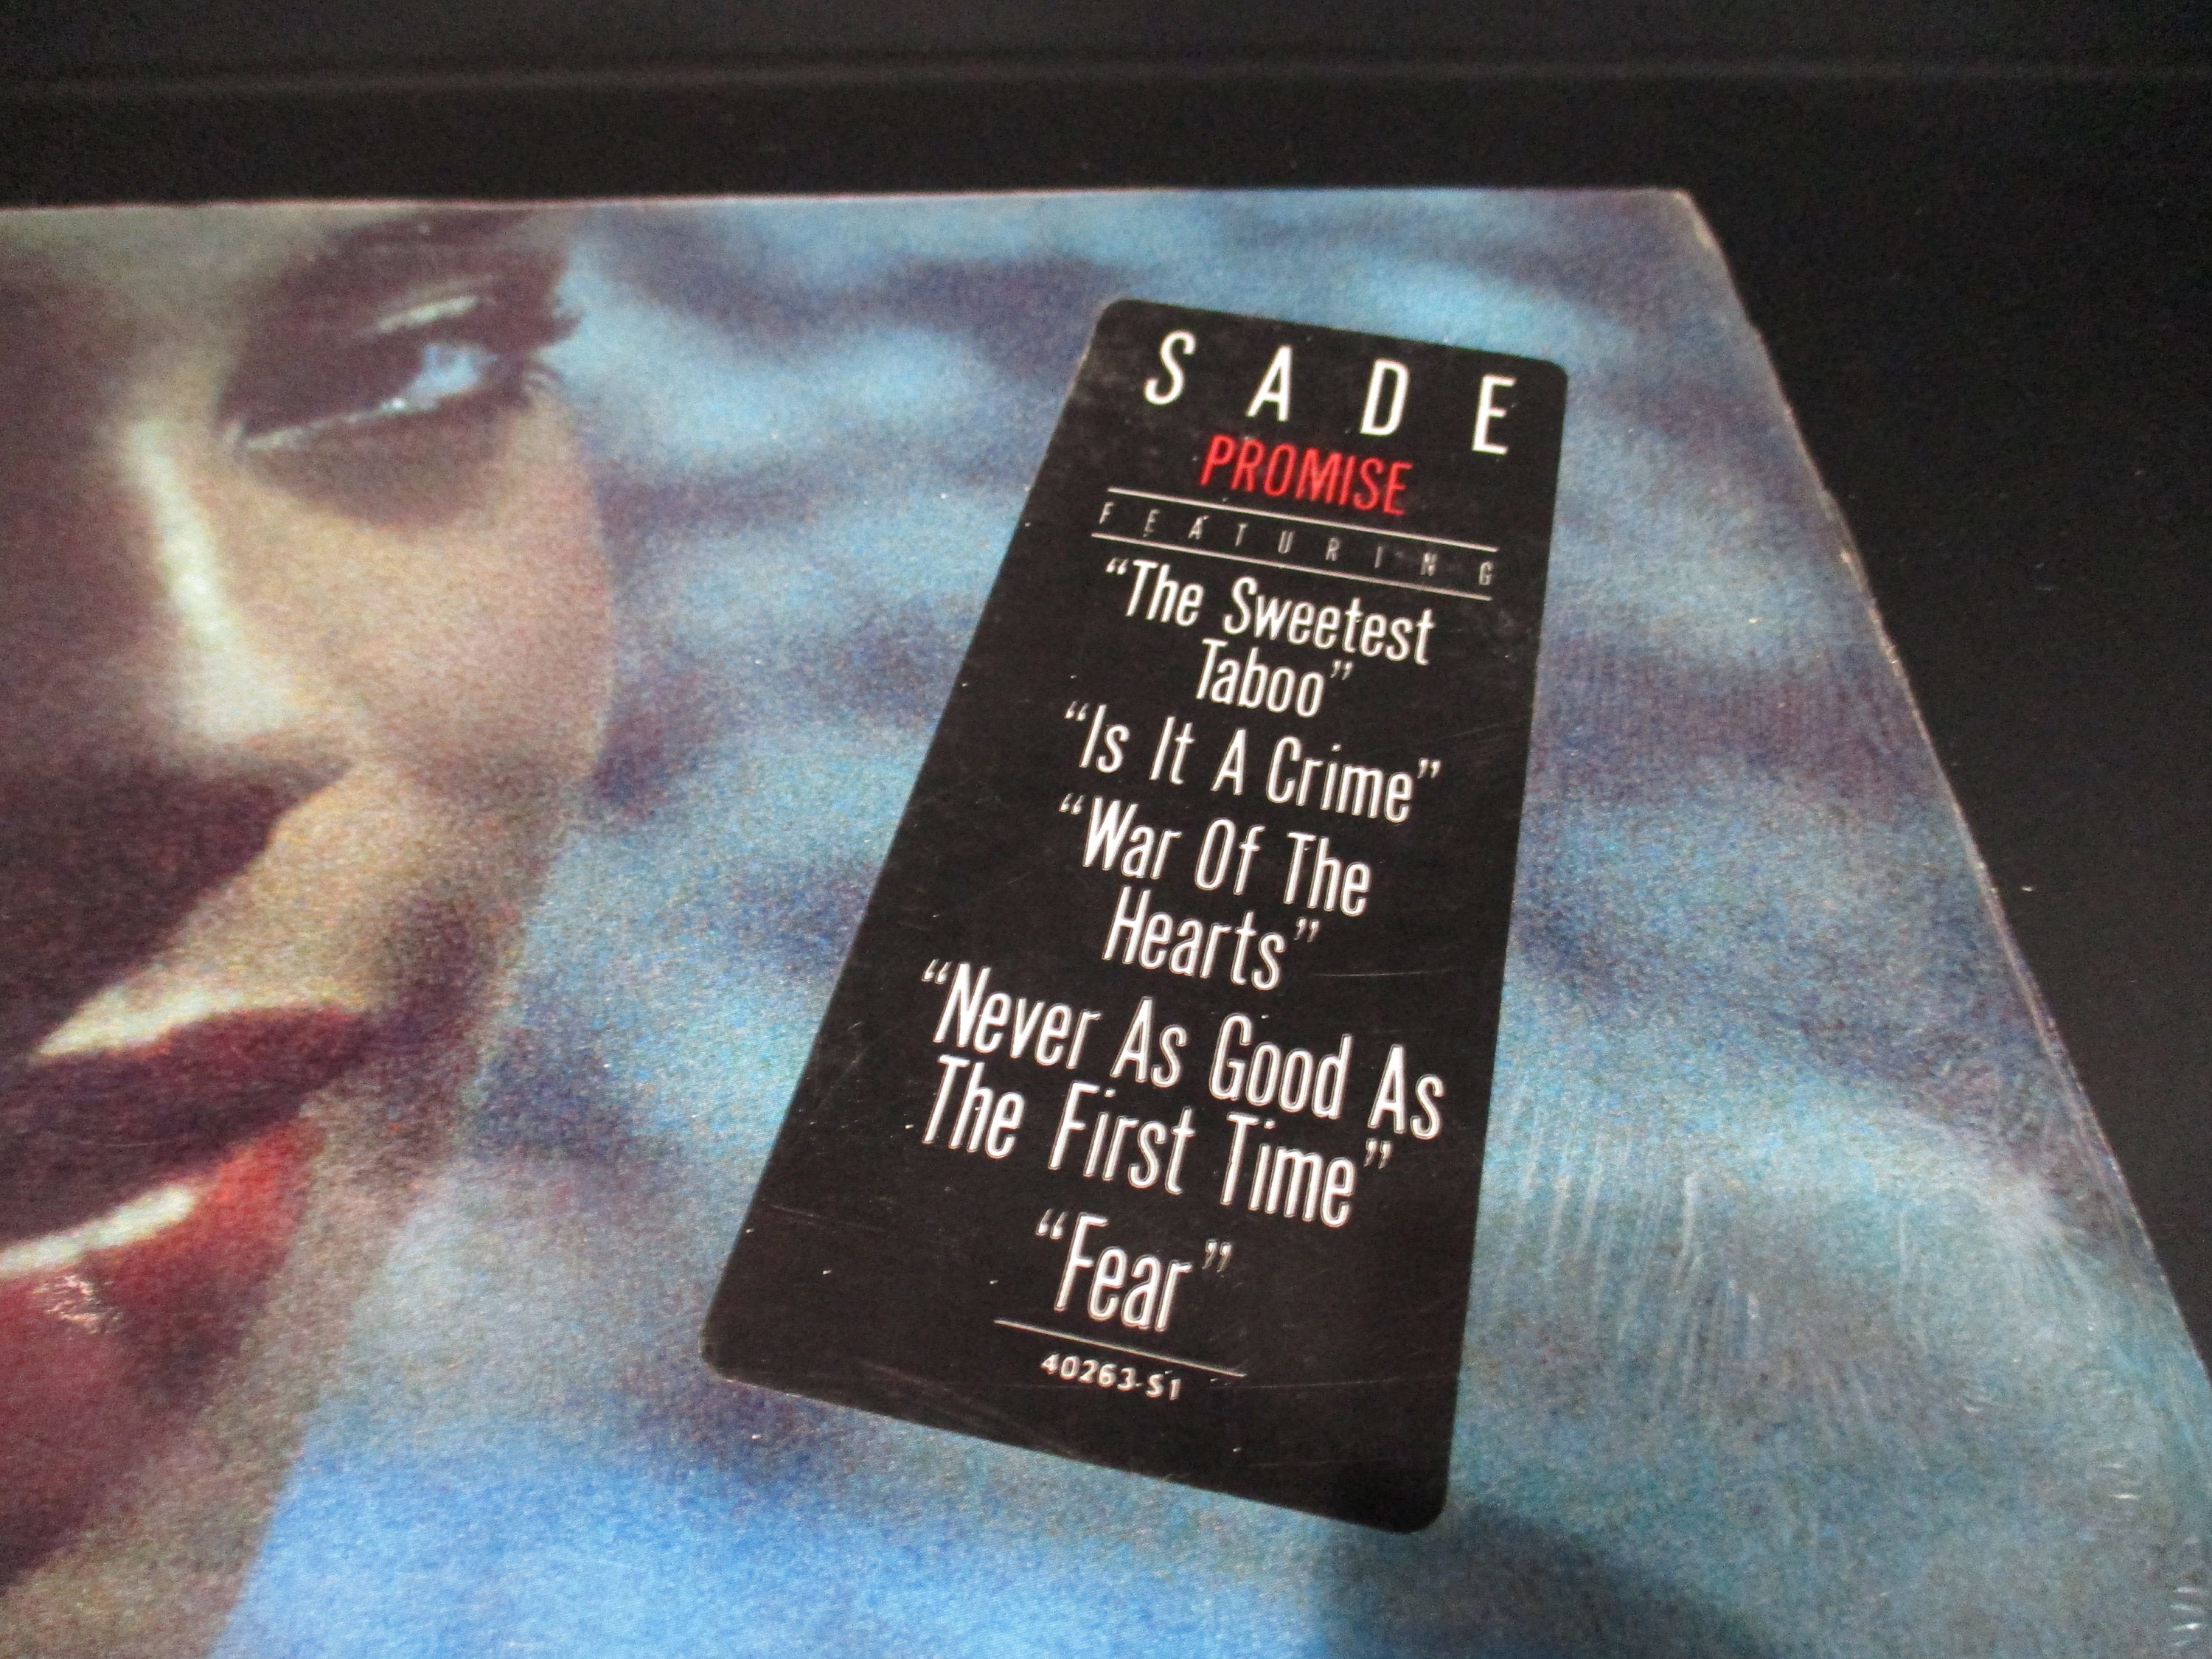 SADE
PROMISE
FEATURING
“The Sweetest
Taboo”
“Is It A Crime”
“War Of The
Hearts”
“Never As Good As
The First Time”
“Fear”
40263-S1